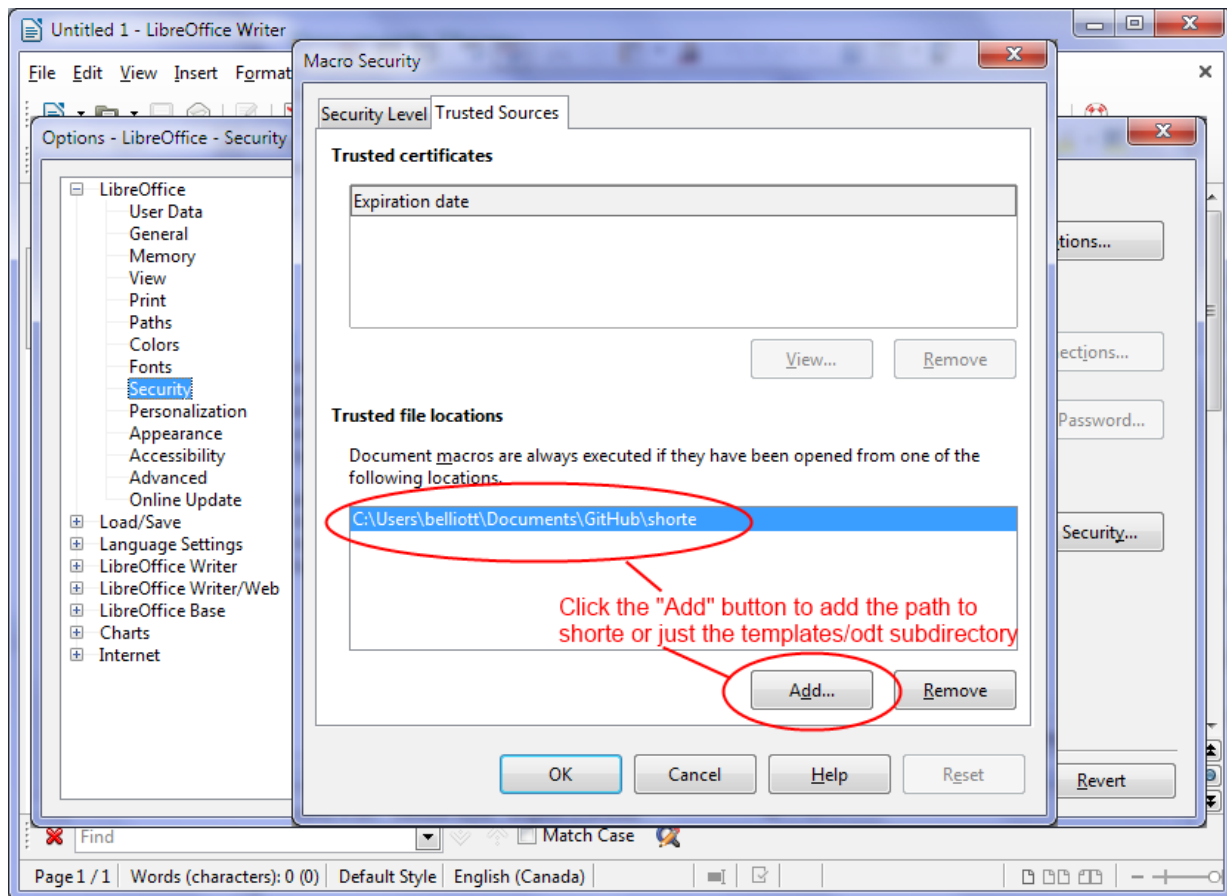 Untitled 1 - LibreOffice Writer
File Edit View Insert Format
Options - LibreOffice - Security
LibreOffice
User Data
General
Memory
View
Print
Paths
Colors
Fonts
Security
Personalization
Appearance
Accessibility
Advanced
Online Update
Load/Save
Language Settings
LibreOffice Writer
LibreOffice Writer/Web
LibreOffice Base
Charts
Internet
Macro Security
Security Level Trusted Sources
Trusted certificates
Expiration date
View... Remove
Trusted file locations
Document macros are always executed if they have been opened from one of the
following locations.
C:\Users\belliott\Documents\GitHub\shorte
Click the "Add" button to add the path to
shorte or just the templates/odt subdirectory
Add... Remove
OK Cancel Help Reset
tions...
ections...
Password...
Security...
Revert
Find Match Case
Page 1 / 1 Words (characters): 0 (0) Default Style English (Canada)